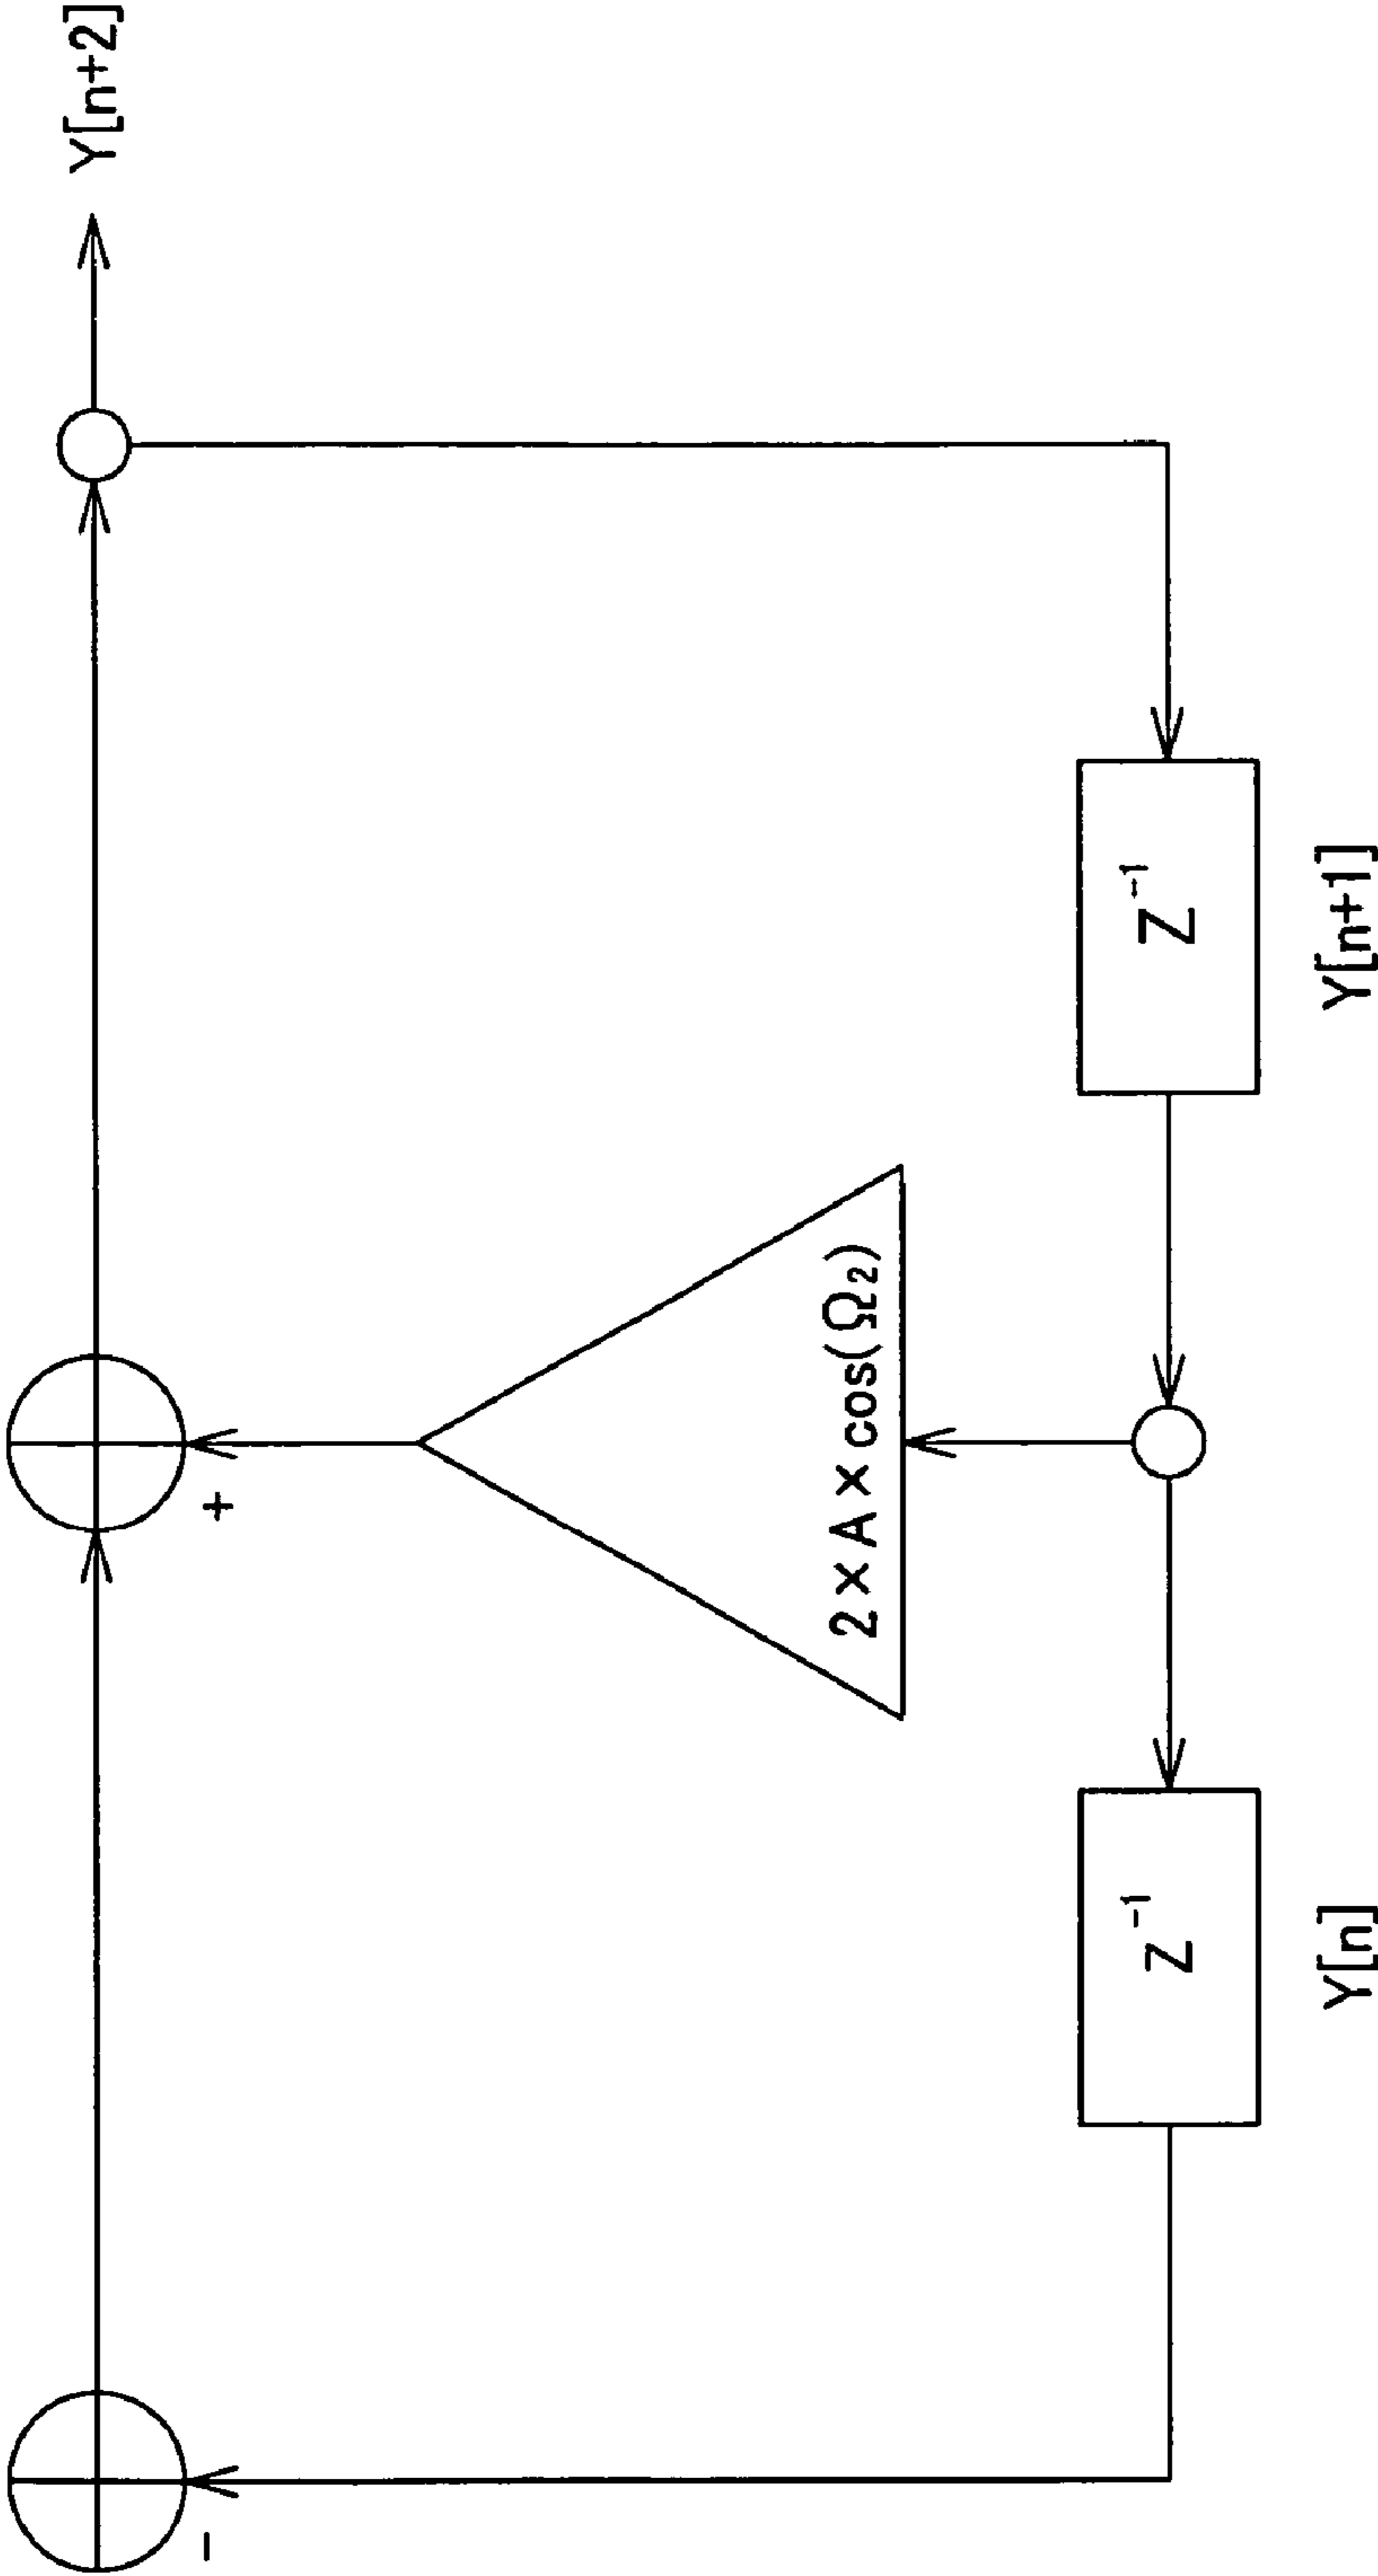 Y[n+2]
+
-
2 × A × cos(Ω₂)
Z⁻¹
Z⁻¹
Y[n+1]
Y[n]